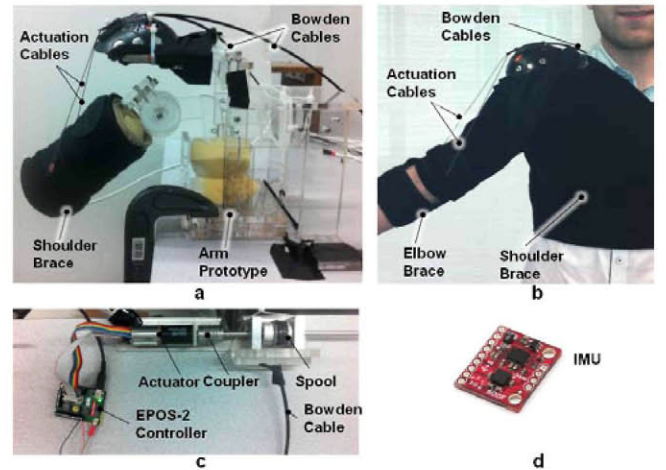 Actuation
Cables
Bowden
Cables
Shoulder
Brace
Arm
Prototype
a
Bowden
Cables
Actuation
Cables
Elbow
Brace
Shoulder
Brace
b
Actuator
Coupler
Spool
EPOS-2
Controller
Bowden
Cable
c
IMU
d